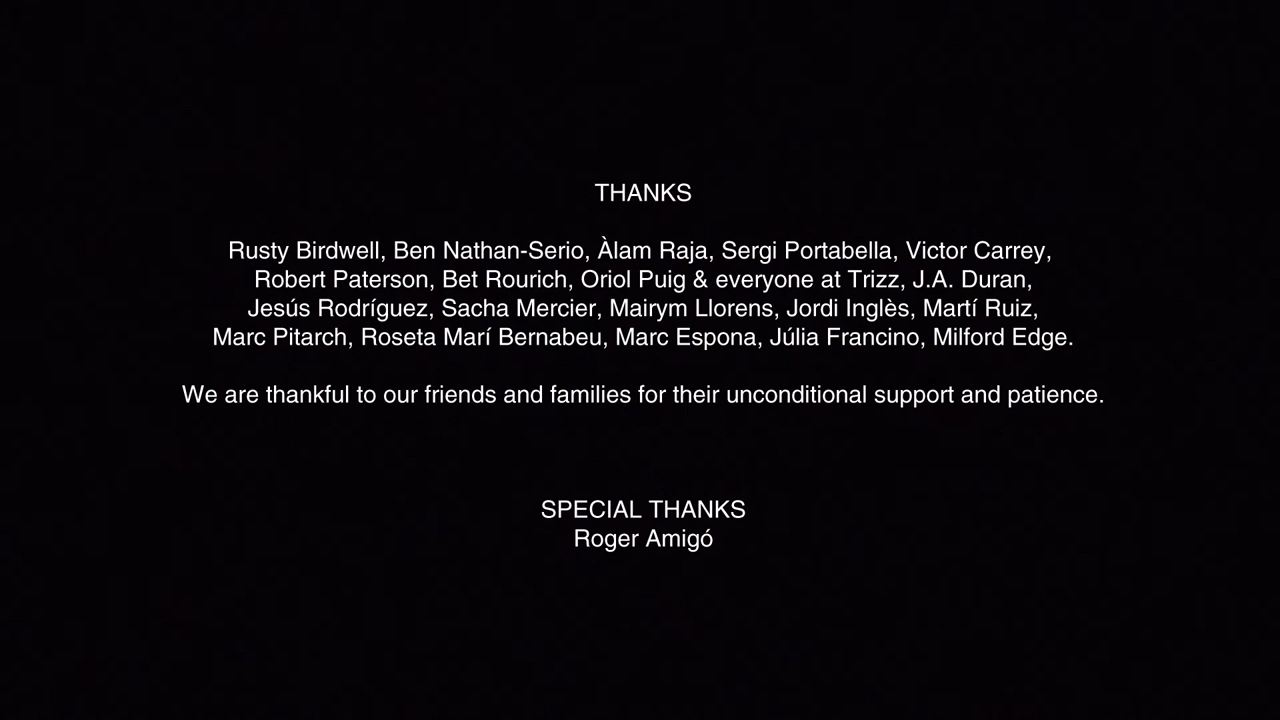 THANKS
Rusty Birdwell, Ben Nathan-Serio, Àlam Raja, Sergi Portabella, Victor Carrey,
Robert Paterson, Bet Rourich, Oriol Puig & everyone at Trizz, J.A. Duran,
Jesús Rodríguez, Sacha Mercier, Mairym Llorens, Jordi Inglès, Martí Ruiz,
Marc Pitarch, Roseta Marí Bernabeu, Marc Espona, Júlia Francino, Milford Edge.
We are thankful to our friends and families for their unconditional support and patience.
SPECIAL THANKS
Roger Amigó